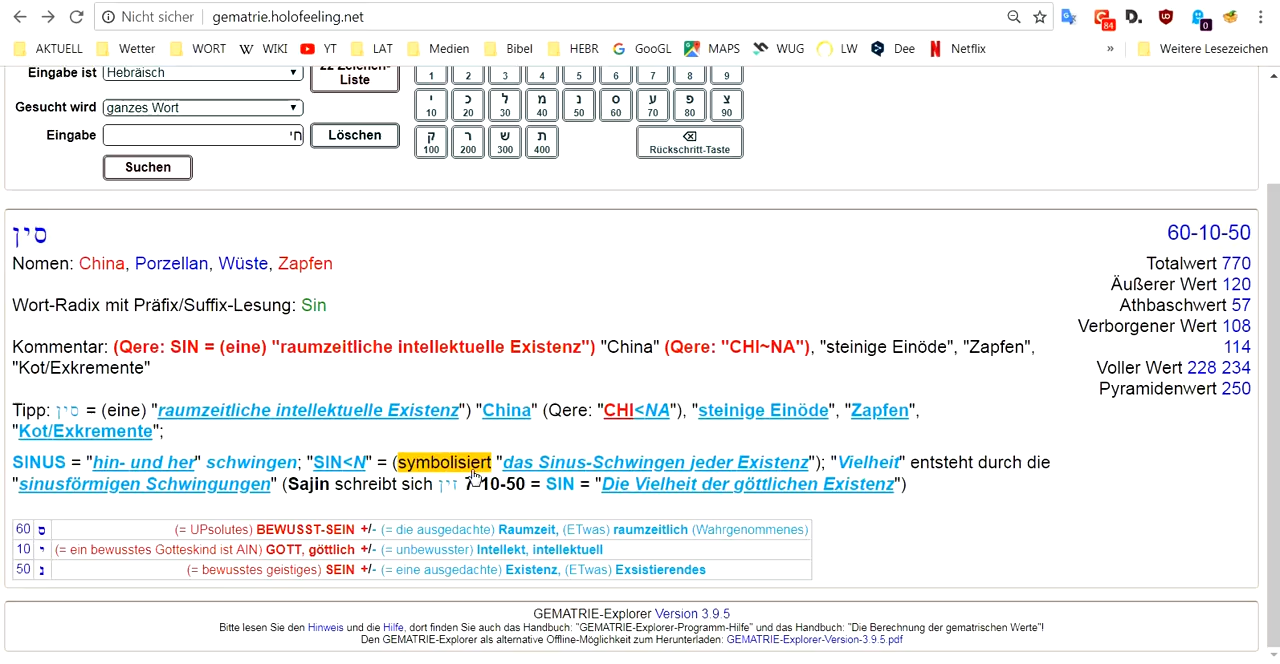 Nicht sicher | gematrie.holofeeling.net
84 D. 0
AKTUELL Wetter WORT WIKI YT LAT Medien Bibel HEBR GooGL MAPS WUG LW Dee Netflix » Weitere Lesezeichen
Eingabe ist Hebräisch 22 Zeichen-Liste
1 2 3 4 5 6 7 8 9
Gesucht wird ganzes Wort
י כ ל מ נ ס ע פ צ
10 20 30 40 50 60 70 80 90
Eingabe חי Löschen
ק ר ש ת ⌫
100 200 300 400 Rückschritt-Taste
Suchen
סין 60-10-50
Nomen: China, Porzellan, Wüste, Zapfen Totalwert 770
Äußerer Wert 120
Wort-Radix mit Präfix/Suffix-Lesung: Sin Athbaschwert 57
Verborgener Wert 108
Kommentar: (Qere: SIN = (eine) "raumzeitliche intellektuelle Existenz") "China" (Qere: "CHI~NA"), "steinige Einöde", "Zapfen", 114
"Kot/Exkremente" Voller Wert 228 234
Pyramidenwert 250
Tipp: סין = (eine) "raumzeitliche intellektuelle Existenz") "China" (Qere: "CHI<NA"), "steinige Einöde", "Zapfen",
"Kot/Exkremente";
SINUS = "hin- und her" schwingen; "SIN<N" = (symbolisiert "das Sinus-Schwingen jeder Existenz"); "Vielheit" entsteht durch die
"sinusförmigen Schwingungen" (Sajin schreibt sich זין 7-10-50 = SIN = "Die Vielheit der göttlichen Existenz")
60 ס (= UPsolutes) BEWUSST-SEIN +/- (= die ausgedachte) Raumzeit, (ETwas) raumzeitlich (Wahrgenommenes)
10 י (= ein bewusstes Gotteskind ist AIN) GOTT, göttlich +/- (= unbewusster) Intellekt, intellektuell
50 נ (= bewusstes geistiges) SEIN +/- (= eine ausgedachte) Existenz, (ETwas) Exsistierendes
GEMATRIE-Explorer Version 3.9.5
Bitte lesen Sie den Hinweis und die Hilfe, dort finden Sie auch das Handbuch: "GEMATRIE-Explorer-Programm-Hilfe" und das Handbuch: "Die Berechnung der gematrischen Werte"!
Den GEMATRIE-Explorer als alternative Offline-Möglichkeit zum Herunterladen: GEMATRIE-Explorer-Version-3.9.5.pdf